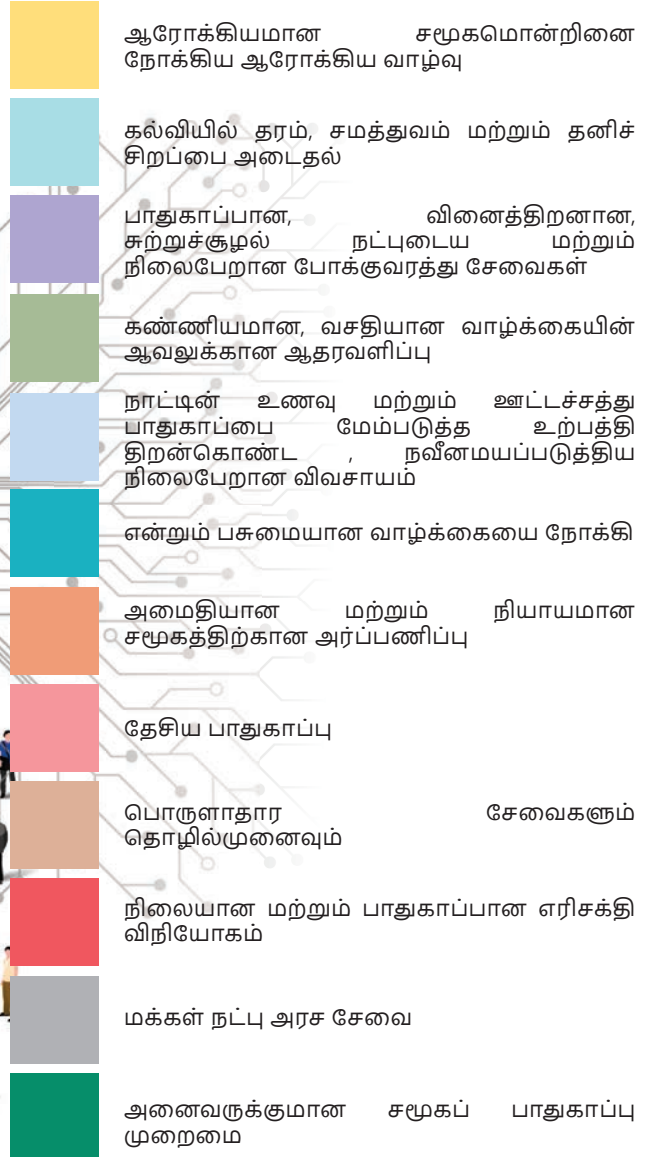 ஆரோக்கியமான சமூகமொன்றினை
நோக்கிய ஆரோக்கிய வாழ்வு
கல்வியில் தரம், சமத்துவம் மற்றும் தனிச்
சிறப்பை அடைதல்
பாதுகாப்பான, வினைத்திறனான,
சுற்றுச்சூழல் நட்புடைய மற்றும்
நிலைபேறான போக்குவரத்து சேவைகள்
கண்ணியமான, வசதியான வாழ்க்கையின்
ஆவலுக்கான ஆதரவளிப்பு
நாட்டின் உணவு மற்றும் ஊட்டச்சத்து
பாதுகாப்பை மேம்படுத்த உற்பத்தி
திறன்கொண்ட , நவீனமயப்படுத்திய
நிலைபேறான விவசாயம்
என்றும் பசுமையான வாழ்க்கையை நோக்கி
அமைதியான மற்றும் நியாயமான
சமூகத்திற்கான அர்ப்பணிப்பு
தேசிய பாதுகாப்பு
பொருளாதார சேவைகளும்
தொழில்முனைவும்
நிலையான மற்றும் பாதுகாப்பான எரிசக்தி
விநியோகம்
மக்கள் நட்பு அரச சேவை
அனைவருக்குமான சமூகப் பாதுகாப்பு
முறைமை